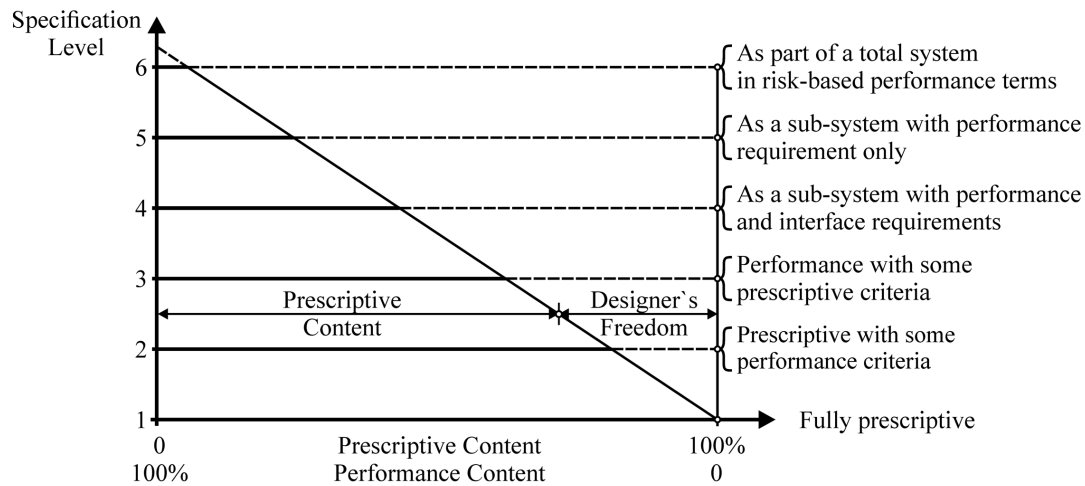 Specification
Level
6
As part of a total system
in risk-based performance terms
5
As a sub-system with performance
requirement only
4
As a sub-system with performance
and interface requirements
3
Performance with some
prescriptive criteria
Prescriptive
Content
Designer`s
Freedom
2
Prescriptive with some
performance criteria
1
Fully prescriptive
0
Prescriptive Content
100%
100%
Performance Content
0